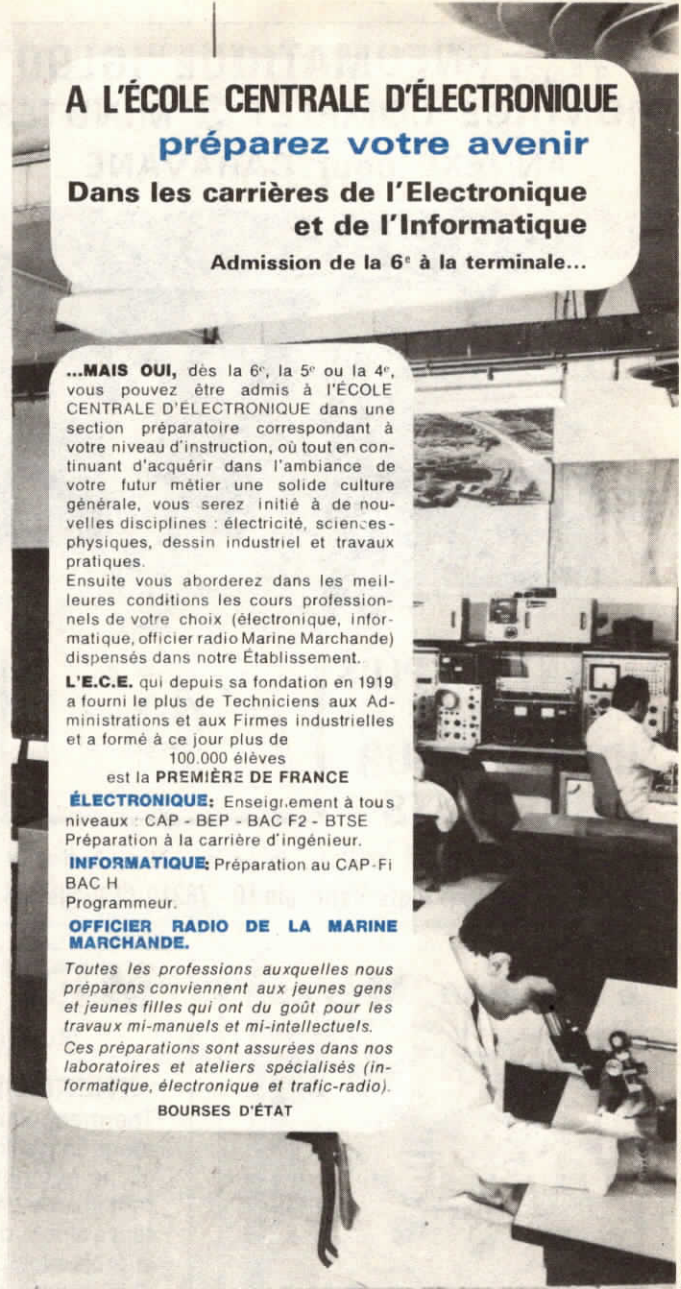 A L'ÉCOLE CENTRALE D'ÉLECTRONIQUE
préparez votre avenir
Dans les carrières de l'Electronique
et de l'Informatique
Admission de la 6e à la terminale...
...MAIS OUI, dès la 6e, la 5e ou la 4e,
vous pouvez être admis à l'ÉCOLE
CENTRALE D'ÉLECTRONIQUE dans une
section préparatoire correspondant à
votre niveau d'instruction, où tout en con-
tinuant d'acquérir dans l'ambiance de
votre futur métier une solide culture
générale, vous serez initié à de nou-
velles disciplines : électricité, sciences-
physiques, dessin industriel et travaux
pratiques.
Ensuite vous aborderez dans les meil-
leures conditions les cours profession-
nels de votre choix (électronique, infor-
matique, officier radio Marine Marchande)
dispensés dans notre Établissement.
L'E.C.E. qui depuis sa fondation en 1919
a fourni le plus de Techniciens aux Ad-
ministrations et aux Firmes industrielles
et a formé à ce jour plus de
100.000 élèves
est la PREMIÈRE DE FRANCE
ÉLECTRONIQUE: Enseignement à tous
niveaux : CAP - BEP - BAC F2 - BTSE
Préparation à la carrière d'ingénieur.
INFORMATIQUE: Préparation au CAP-Fi
BAC H
Programmeur.
OFFICIER RADIO DE LA MARINE
MARCHANDE.
Toutes les professions auxquelles nous
préparons conviennent aux jeunes gens
et jeunes filles qui ont du goût pour les
travaux mi-manuels et mi-intellectuels.
Ces préparations sont assurées dans nos
laboratoires et ateliers spécialisés (in-
formatique, électronique et trafic-radio).
BOURSES D'ÉTAT